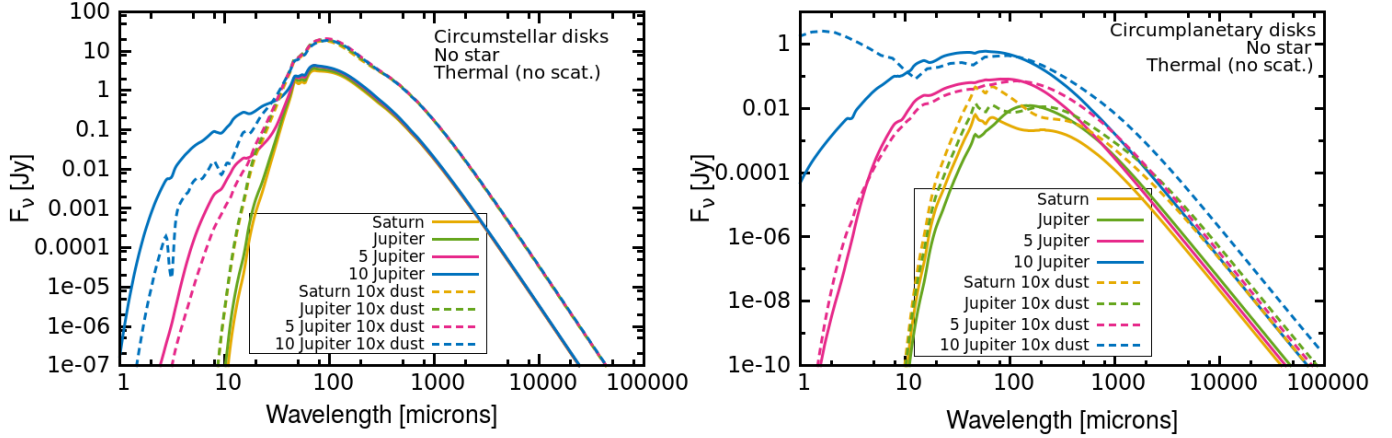 100
10
1
0.1
0.01
0.001
0.0001
1e-05
1e-06
1e-07
Fν [Jy]
Circumstellar disks
No star
Thermal (no scat.)
Saturn
Jupiter
5 Jupiter
10 Jupiter
Saturn 10x dust
Jupiter 10x dust
5 Jupiter 10x dust
10 Jupiter 10x dust
1 10 100 1000 10000 100000
Wavelength [microns]
1
0.01
0.0001
1e-06
1e-08
1e-10
Fν [Jy]
Circumplanetary disks
No star
Thermal (no scat.)
Saturn
Jupiter
5 Jupiter
10 Jupiter
Saturn 10x dust
Jupiter 10x dust
5 Jupiter 10x dust
10 Jupiter 10x dust
1 10 100 1000 10000 100000
Wavelength [microns]